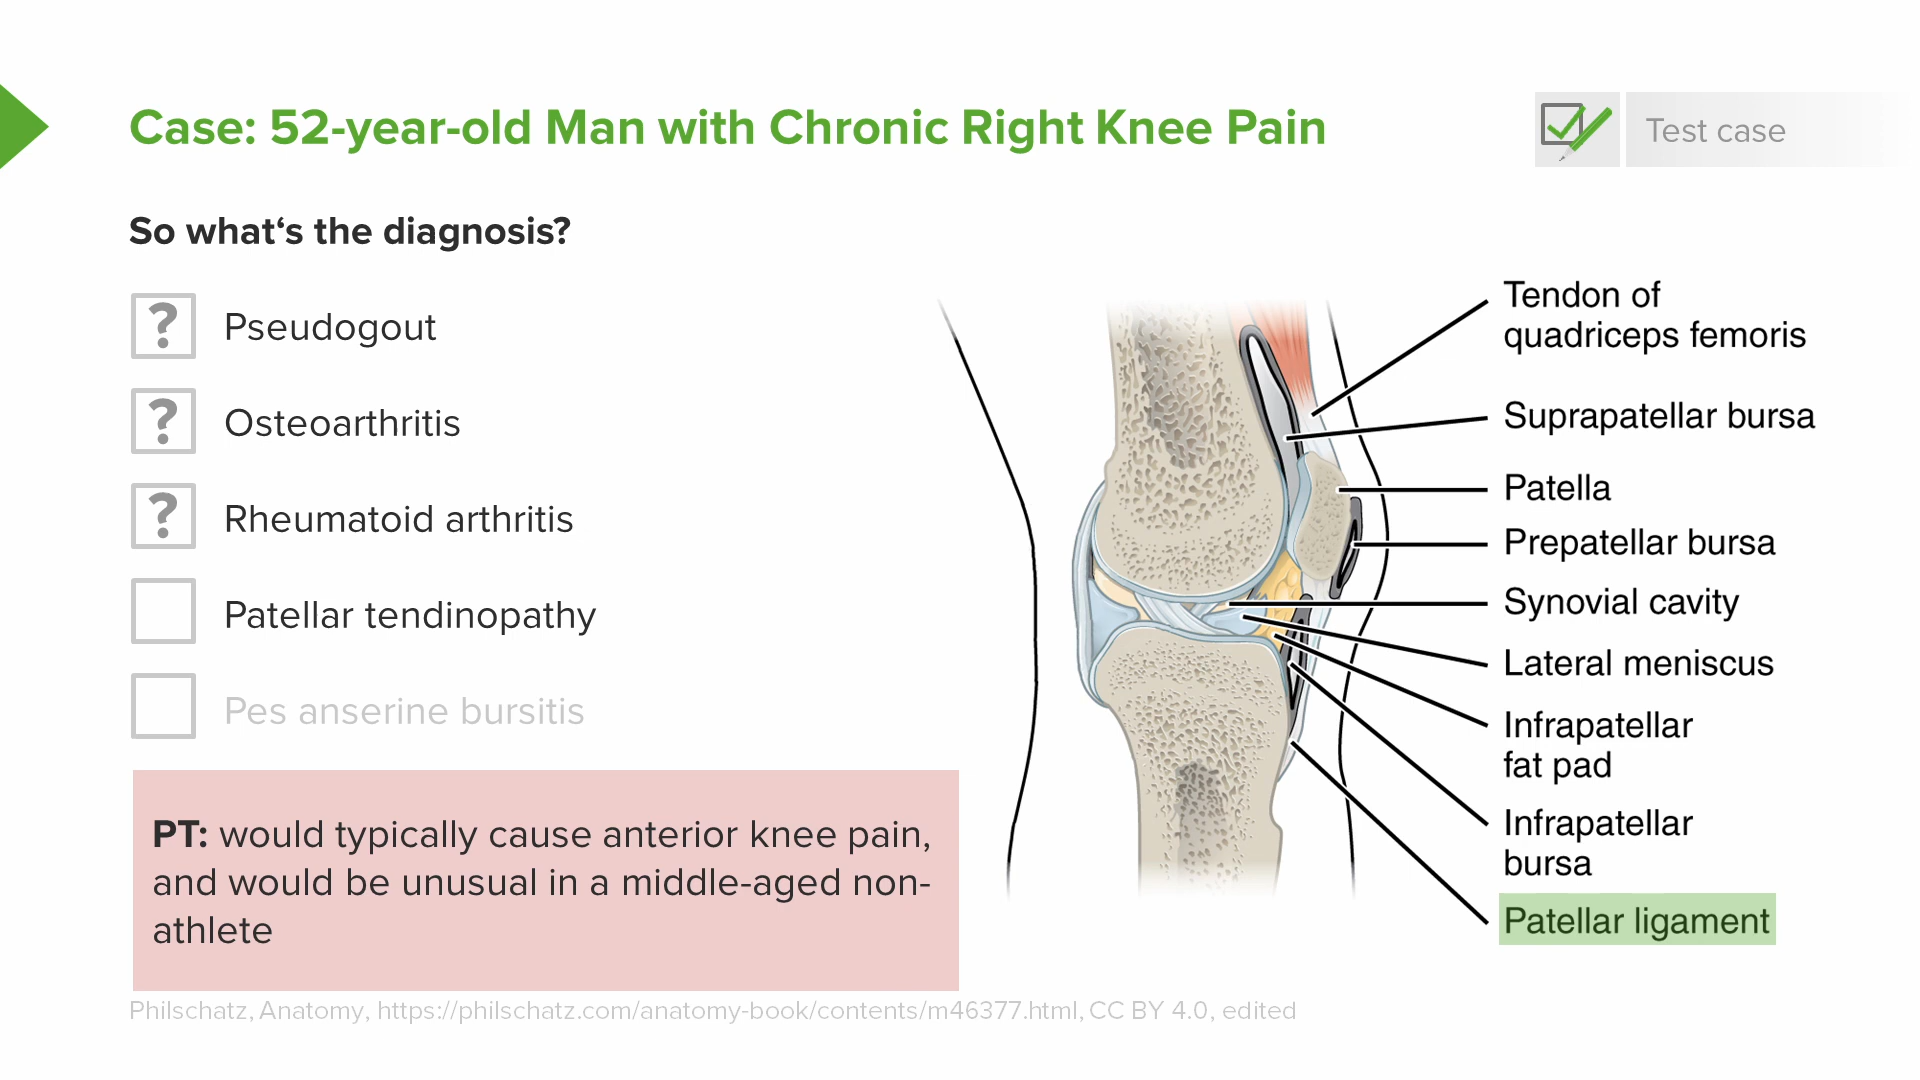 Case: 52-year-old Man with Chronic Right Knee Pain
Test case
So what‘s the diagnosis?
? Pseudogout
? Osteoarthritis
? Rheumatoid arthritis
Patellar tendinopathy
Pes anserine bursitis
PT: would typically cause anterior knee pain,
and would be unusual in a middle-aged non-
athlete
Tendon of
quadriceps femoris
Suprapatellar bursa
Patella
Prepatellar bursa
Synovial cavity
Lateral meniscus
Infrapatellar
fat pad
Infrapatellar
bursa
Patellar ligament
Philschatz, Anatomy, https://philschatz.com/anatomy-book/contents/m46377.html, CC BY 4.0, edited